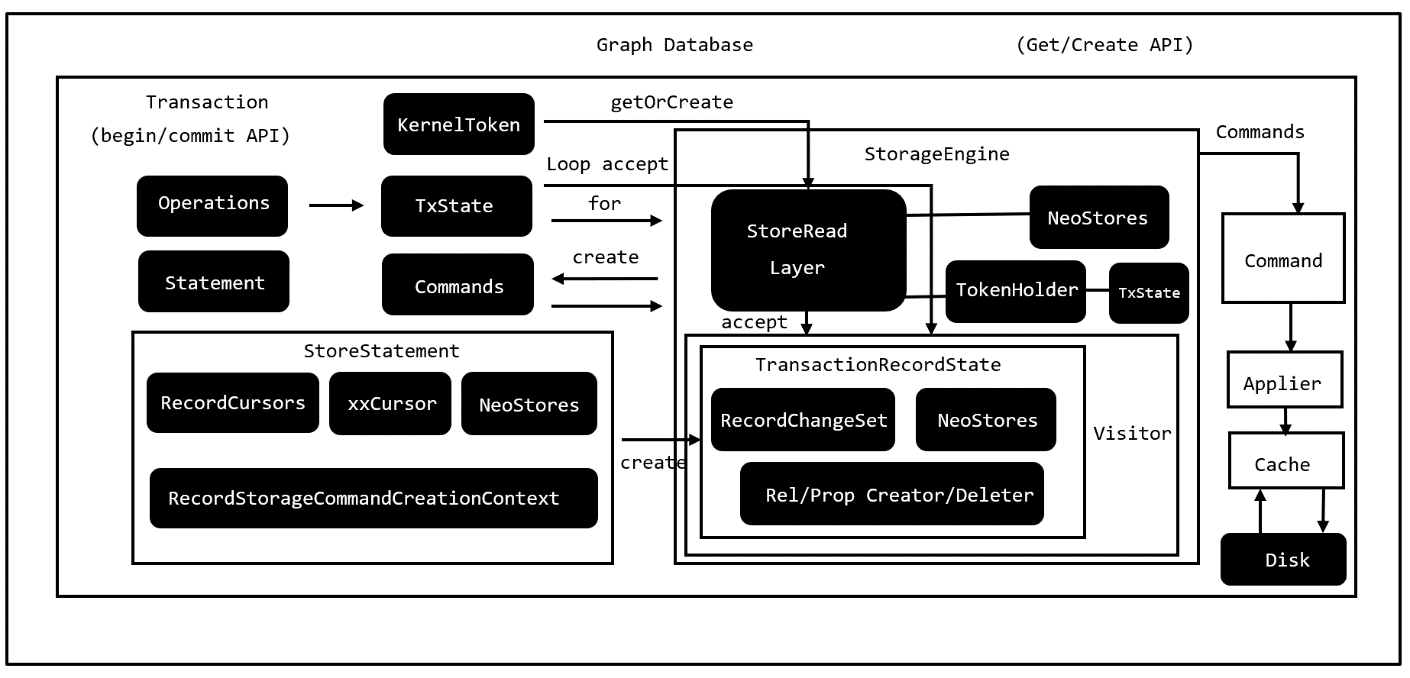 Graph Database
(Get/Create API)
Transaction
(begin/commit API)
KernelToken
getOrCreate
StorageEngine
Commands
Loop accept
Operations
TxState
for
StoreRead
Layer
NeoStores
Statement
Commands
create
TokenHolder
TxState
Command
accept
StoreStatement
RecordCursors
xxCursor
NeoStores
RecordStorageCommandCreationContext
create
TransactionRecordState
RecordChangeSet
NeoStores
Visitor
Rel/Prop Creator/Deleter
Applier
Cache
Disk